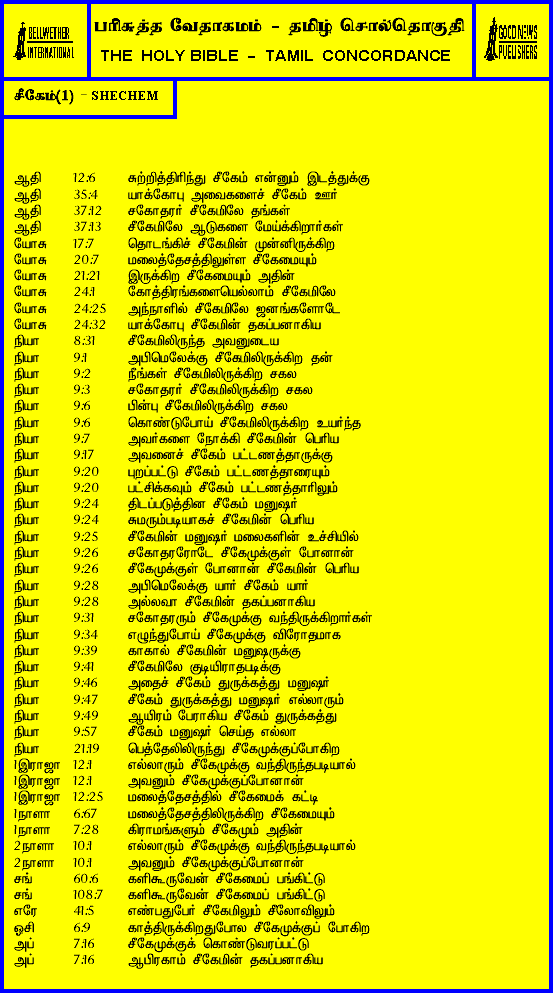 BELLWETHER
INTERNATIONAL
பரிசுத்த வேதாகமம் - தமிழ் சொல்தொகுதி
THE HOLY BIBLE - TAMIL CONCORDANCE
GOOD NEWS
PUBLISHERS
சீகேம்(1) - SHECHEM
ஆதி 12:6 சுற்றித்திரிந்து சீகேம் என்னும் இடத்துக்கு
ஆதி 35:4 யாக்கோபு அவைகளைச் சீகேம் ஊர்
ஆதி 37:12 சகோதரர் சீகேமிலே தங்கள்
ஆதி 37:13 சீகேமிலே ஆடுகளை மேய்க்கிறார்கள்
யோசு 17:7 தொடங்கிச் சீகேமின் முன்னிருக்கிற
யோசு 20:7 மலைத்தேசத்திலுள்ள சீகேமையும்
யோசு 21:21 இருக்கிற சீகேமையும் அதின்
யோசு 24:1 கோத்திரங்களையெல்லாம் சீகேமிலே
யோசு 24:25 அந்நாளில் சீகேமிலே ஜனங்களோடே
யோசு 24:32 யாக்கோபு சீகேமின் தகப்பனாகிய
நியா 8:31 சீகேமிலிருந்த அவனுடைய
நியா 9:1 அபிமெலேக்கு சீகேமிலிருக்கிற தன்
நியா 9:2 நீங்கள் சீகேமிலிருக்கிற சகல
நியா 9:3 சகோதரர் சீகேமிலிருக்கிற சகல
நியா 9:6 பின்பு சீகேமிலிருக்கிற சகல
நியா 9:6 கொண்டுபோய் சீகேமிலிருக்கிற உயர்ந்த
நியா 9:7 அவர்களை நோக்கி சீகேமின் பெரிய
நியா 9:17 அவனைச் சீகேம் பட்டணத்தாருக்கு
நியா 9:20 புறப்பட்டு சீகேம் பட்டணத்தாரையும்
நியா 9:20 பட்சிக்கவும் சீகேம் பட்டணத்தாரிலும்
நியா 9:24 திடப்படுத்தின சீகேம் மனுஷர்
நியா 9:24 சுமரும்படியாகச் சீகேமின் பெரிய
நியா 9:25 சீகேமின் மனுஷர் மலைகளின் உச்சியில்
நியா 9:26 சகோதரரோடே சீகேமுக்குள் போனான்
நியா 9:26 சீகேமுக்குள் போனான் சீகேமின் பெரிய
நியா 9:28 அபிமெலேக்கு யார் சீகேம் யார்
நியா 9:28 அல்லவா சீகேமின் தகப்பனாகிய
நியா 9:31 சகோதரரும் சீகேமுக்கு வந்திருக்கிறார்கள்
நியா 9:34 எழுந்துபோய் சீகேமுக்கு விரோதமாக
நியா 9:39 காகால் சீகேமின் மனுஷருக்கு
நியா 9:41 சீகேமிலே குடியிராதபடிக்கு
நியா 9:46 அதைச் சீகேம் துருக்கத்து மனுஷர்
நியா 9:47 சீகேம் துருக்கத்து மனுஷர் எல்லாரும்
நியா 9:49 ஆயிரம் பேராகிய சீகேம் துருக்கத்து
நியா 9:57 சீகேம் மனுஷர் செய்த எல்லா
நியா 21:19 பெத்தேலிலிருந்து சீகேமுக்குப்போகிற
1இராஜா 12:1 எல்லாரும் சீகேமுக்கு வந்திருந்தபடியால்
1இராஜா 12:1 அவனும் சீகேமுக்குப்போனான்
1இராஜா 12:25 மலைத்தேசத்தில் சீகேமைக் கட்டி
1நாளா 6:67 மலைத்தேசத்திலிருக்கிற சீகேமையும்
1நாளா 7:28 கிராமங்களும் சீகேமும் அதின்
2நாளா 10:1 எல்லாரும் சீகேமுக்கு வந்திருந்தபடியால்
2நாளா 10:1 அவனும் சீகேமுக்குப்போனான்
சங் 60:6 களிகூருவேன் சீகேமைப் பங்கிட்டு
சங் 108:7 களிகூருவேன் சீகேமைப் பங்கிட்டு
எரே 41:5 எண்பதுபேர் சீகேமிலும் சீலோவிலும்
ஓசி 6:9 காத்திருக்கிறதுபோல சீகேமுக்குப் போகிற
அப் 7:16 சீகேமுக்குக் கொண்டுவரப்பட்டு
அப் 7:16 ஆபிரகாம் சீகேமின் தகப்பனாகிய